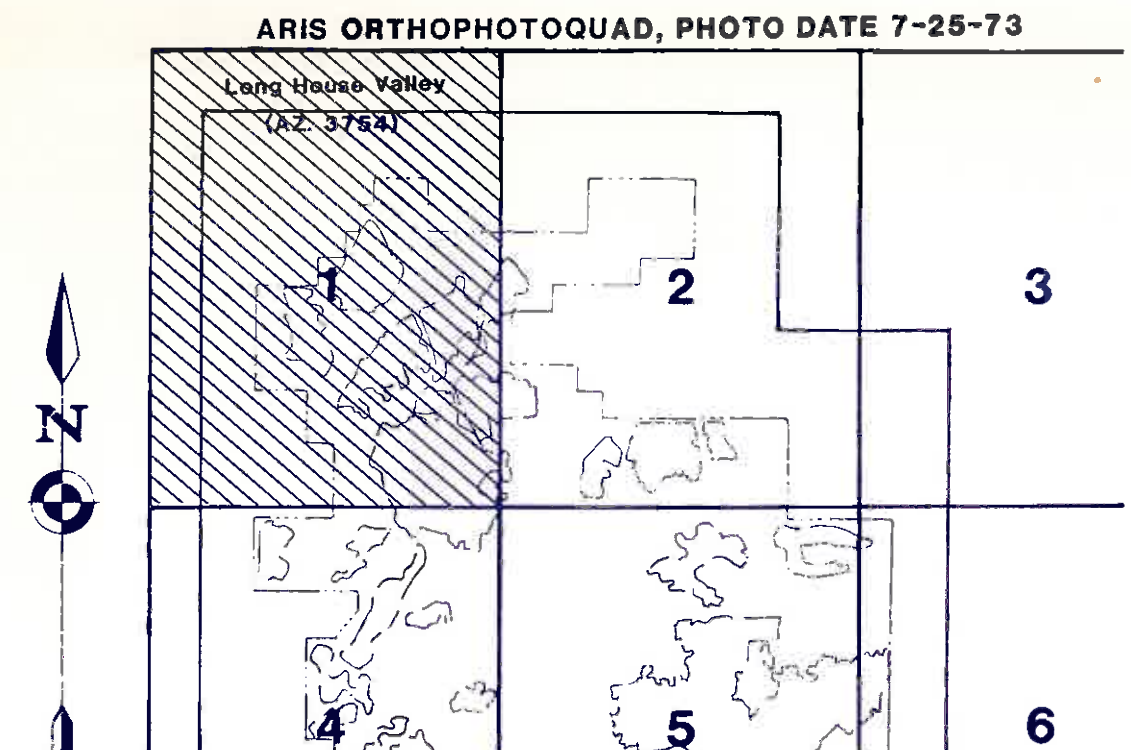 ARIS ORTHOPHOTOQUAD, PHOTO DATE 7-25-73
Long House Valley
(AZ. 3754)
1
2
3
N
4
5
6